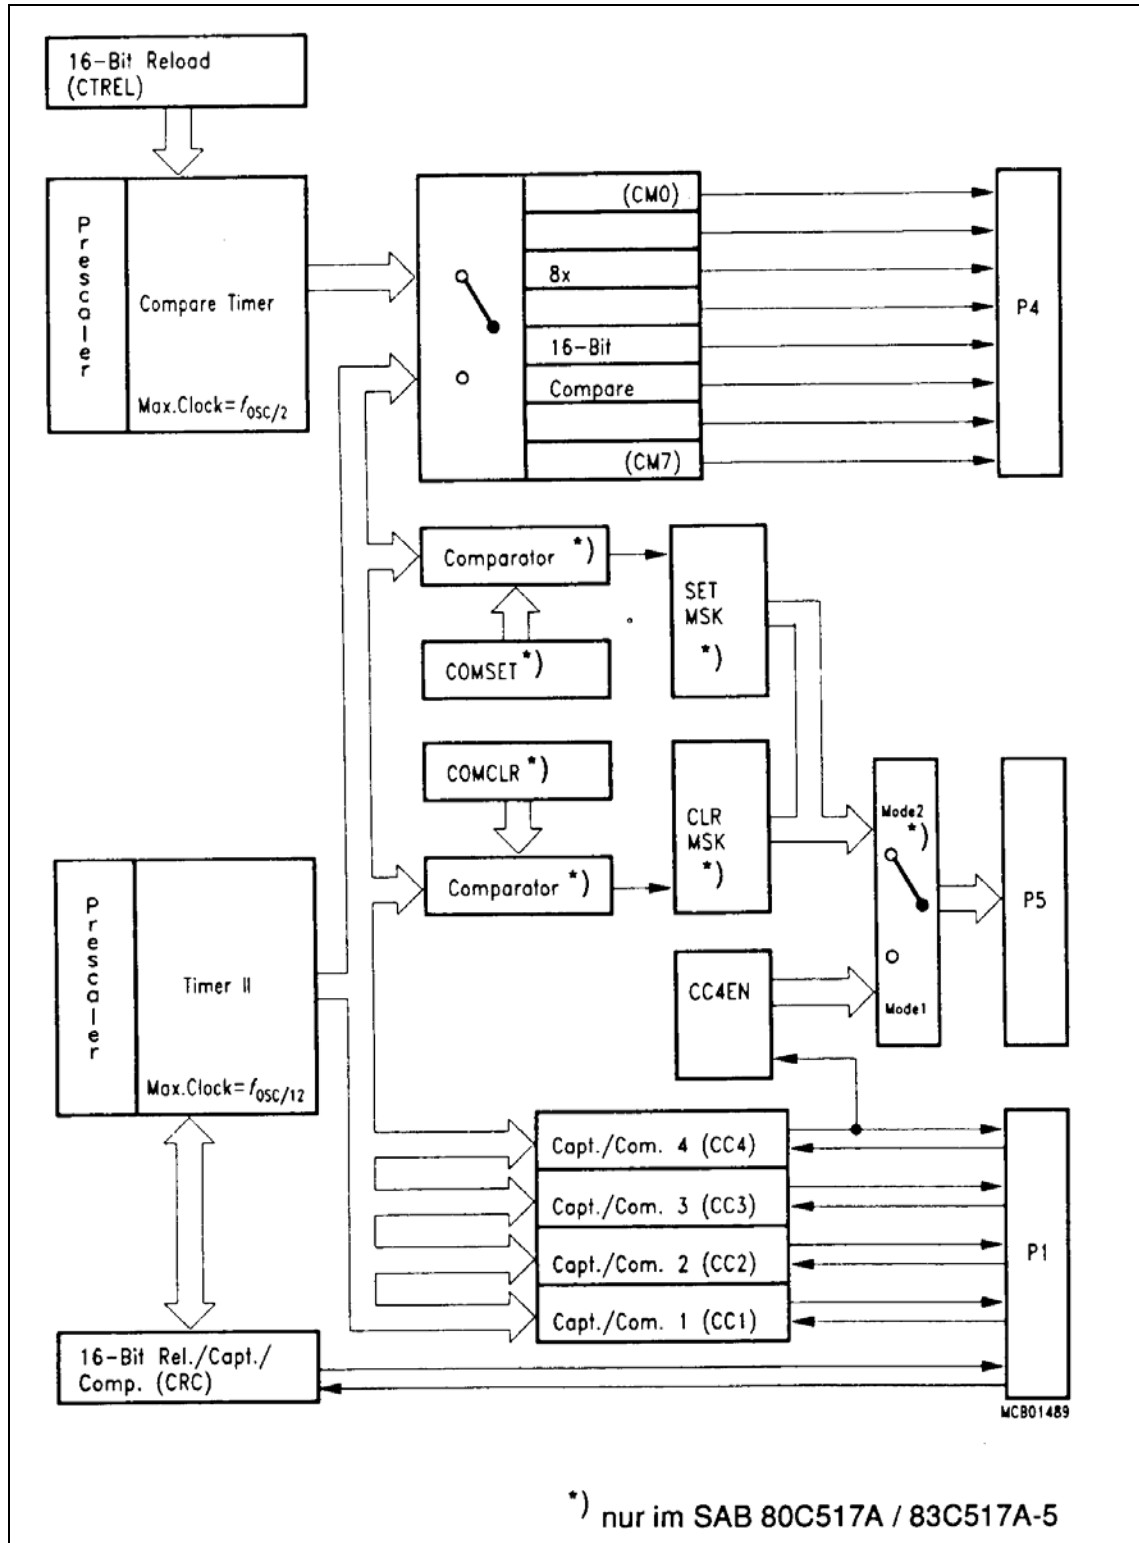 16-Bit Reload
(CTREL)
Prescaler
Compare Timer
Max.Clock=fOSC/2
(CM0)
8x
16-Bit
Compare
(CM7)
P4
Comparator *)
SET
MSK
*)
COMSET *)
COMCLR *)
CLR
MSK
*)
Comparator *)
Mode2
*)
Mode1
P5
Prescaler
Timer II
Max.Clock=fOSC/12
CC4EN
Capt./Com. 4 (CC4)
Capt./Com. 3 (CC3)
Capt./Com. 2 (CC2)
Capt./Com. 1 (CC1)
P1
16-Bit Rel./Capt./
Comp. (CRC)
MCB01489
*) nur im SAB 80C517A / 83C517A-5